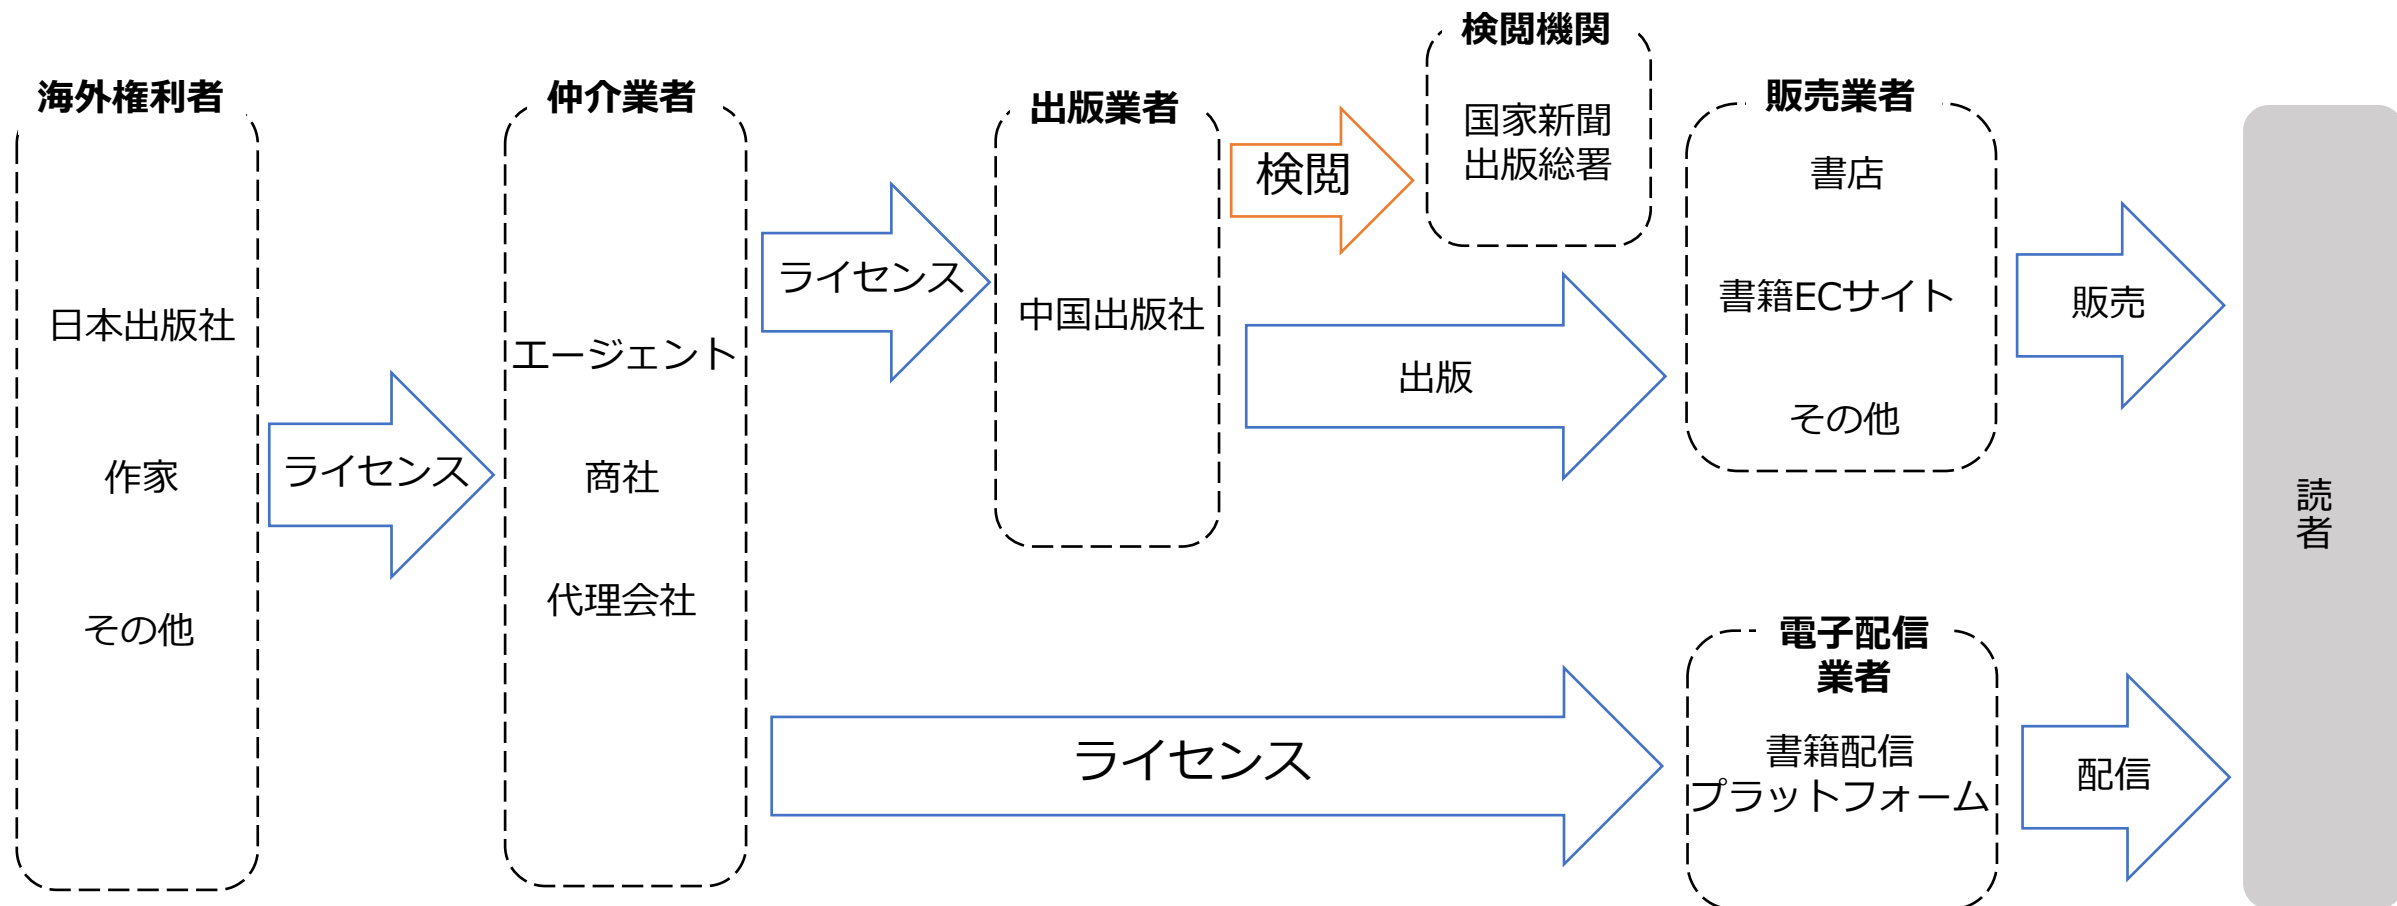 海外権利者
日本出版社
作家
その他
ライセンス
仲介業者
エージェント
商社
代理会社
ライセンス
出版業者
中国出版社
検閲
検閲機関
国家新聞
出版総署
出版
販売業者
書店
書籍ECサイト
その他
販売
ライセンス
電子配信
業者
書籍配信
プラットフォーム
配信
読者